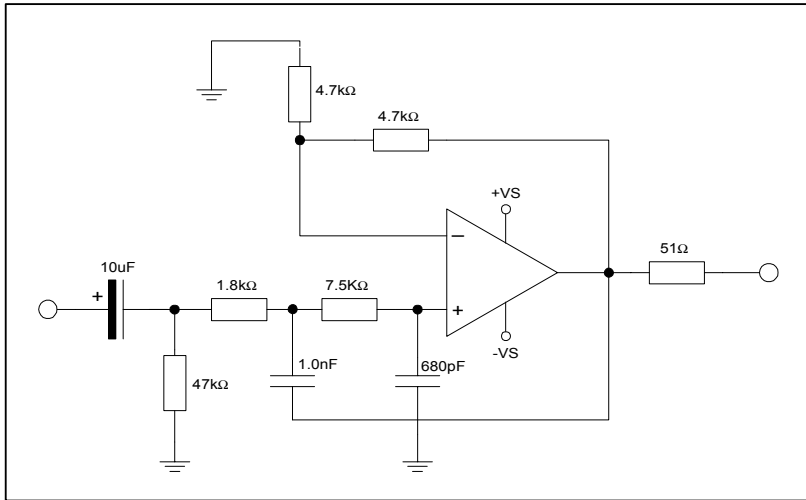 4.7kΩ
4.7kΩ
+VS
−
51Ω
10uF
+
1.8kΩ
7.5KΩ
+
-VS
1.0nF
680pF
47kΩ